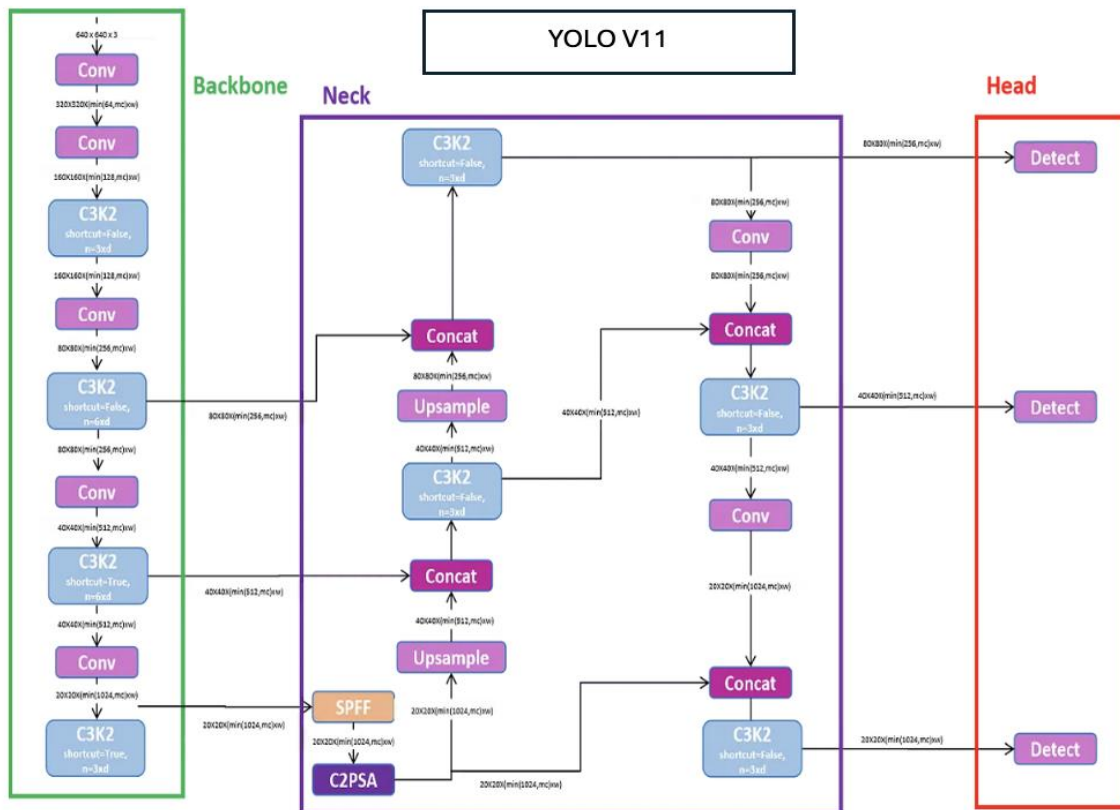 YOLO V11
Backbone
640 x 640 x 3
Conv
320X320X(min(64,mc)xw)
Conv
160X160X(min(128,mc)xw)
C3K2
shortcut=False,
n=3xd
160X160X(min(128,mc)xw)
Conv
80X80X(min(256,mc)xw)
C3K2
shortcut=False,
n=6xd
80X80X(min(256,mc)xw)
80X80X(min(256,mc)xw)
Conv
40X40X(min(512,mc)xw)
C3K2
shortcut=True,
n=6xd
40X40X(min(512,mc)xw)
40X40X(min(512,mc)xw)
Conv
20X20X(min(1024,mc)xw)
20X20X(min(1024,mc)xw)
C3K2
shortcut=True,
n=3xd
Neck
C3K2
shortcut=False,
n=3xd
Concat
80X80X(min(256,mc)xw)
Upsample
40X40X(min(512,mc)xw)
C3K2
shortcut=False,
n=3xd
40X40X(min(512,mc)xw)
Concat
40X40X(min(512,mc)xw)
Upsample
20X20X(min(1024,mc)xw)
SPFF
20X20X(min(1024,mc)xw)
C2PSA
20X20X(min(1024,mc)xw)
80X80X(min(256,mc)xw)
Conv
80X80X(min(256,mc)xw)
Concat
C3K2
shortcut=False,
n=3xd
40X40X(min(512,mc)xw)
Conv
20X20X(min(1024,mc)xw)
Concat
C3K2
shortcut=False,
n=3xd
Head
80X80X(min(256,mc)xw)
Detect
40X40X(min(512,mc)xw)
Detect
20X20X(min(1024,mc)xw)
Detect